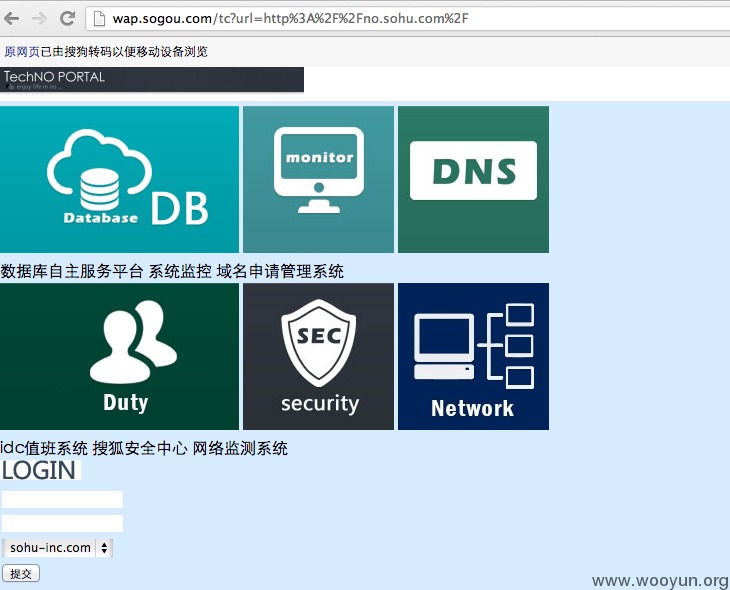 wap.sogou.com/tc?url=http%3A%2F%2Fno.sohu.com%2F
原网页已由搜狗转码以便移动设备浏览
TechNO PORTAL
enjoy life in no...
Database DB
monitor
DNS
数据库自主服务平台 系统监控 域名申请管理系统
Duty
SEC
security
Network
idc值班系统 搜狐安全中心 网络监测系统
LOGIN
sohu-inc.com
提交
www.wooyun.org